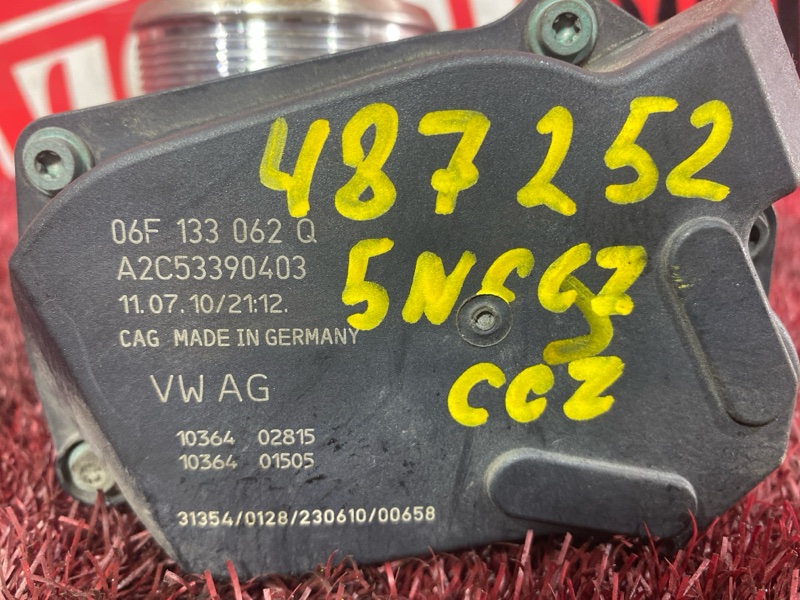 487252
06F 133 062 Q
A2C53390403
11.07.10/21:12.
CAG MADE IN GERMANY
VW AG
10364 02815
10364 01505
31354/0128/230610/00658
5N
CCZ